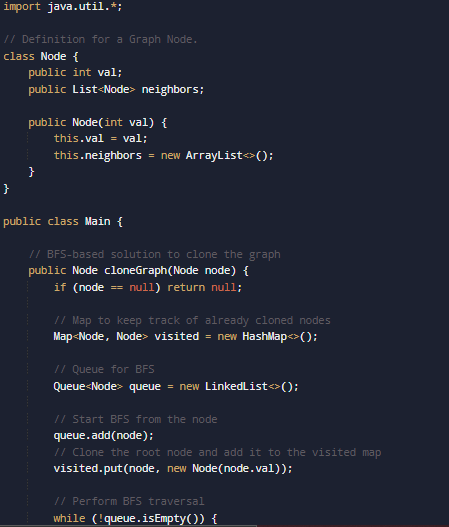 import java.util.*;
// Definition for a Graph Node.
class Node {
public int val;
public List<Node> neighbors;
public Node(int val) {
this.val = val;
this.neighbors = new ArrayList<>();
}
}
public class Main {
// BFS-based solution to clone the graph
public Node cloneGraph(Node node) {
if (node == null) return null;
// Map to keep track of already cloned nodes
Map<Node, Node> visited = new HashMap<>();
// Queue for BFS
Queue<Node> queue = new LinkedList<>();
// Start BFS from the node
queue.add(node);
// Clone the root node and add it to the visited map
visited.put(node, new Node(node.val));
// Perform BFS traversal
while (!queue.isEmpty()) {